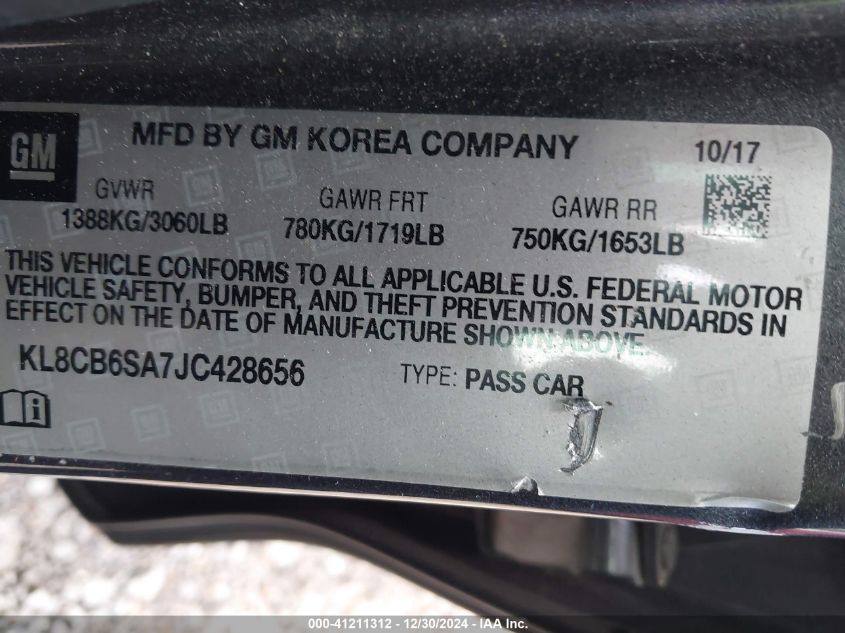 GM
MFD BY GM KOREA COMPANY 10/17
GVWR GAWR FRT GAWR RR
1388KG/3060LB 780KG/1719LB 750KG/1653LB
THIS VEHICLE CONFORMS TO ALL APPLICABLE U.S. FEDERAL MOTOR
VEHICLE SAFETY, BUMPER, AND THEFT PREVENTION STANDARDS IN
EFFECT ON THE DATE OF MANUFACTURE SHOWN ABOVE.
KL8CB6SA7JC428656 TYPE: PASS CAR
000-41211312 - 12/30/2024 - IAA Inc.